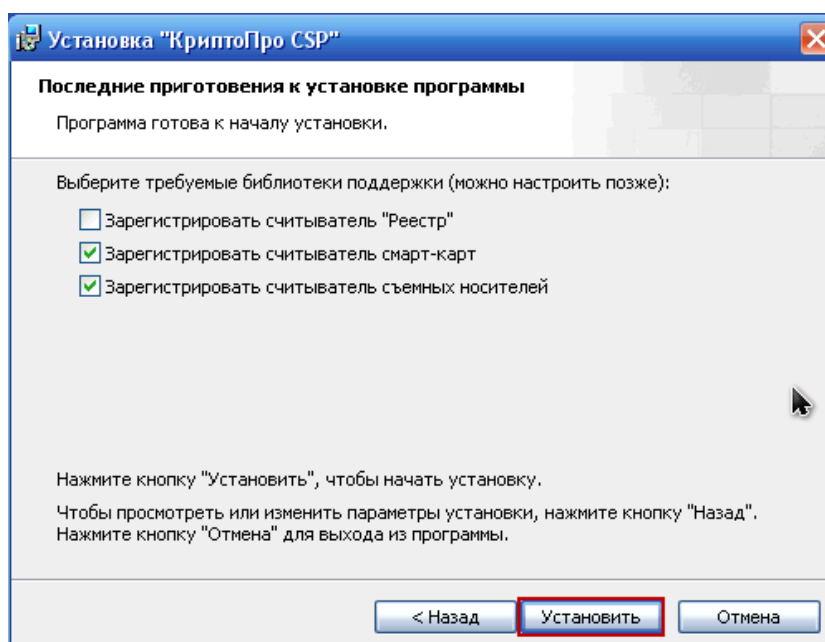 Установка "КриптоПро CSP"
Последние приготовения к установке программы
Программа готова к началу установки.
Выберите требуемые библиотеки поддержки (можно настроить позже):
Зарегистрировать считыватель "Реестр"
Зарегистрировать считыватель смарт-карт
Зарегистрировать считыватель съемных носителей
Нажмите кнопку "Установить", чтобы начать установку.
Чтобы просмотреть или изменить параметры установки, нажмите кнопку "Назад".
Нажмите кнопку "Отмена" для выхода из программы.
< Назад
Установить
Отмена